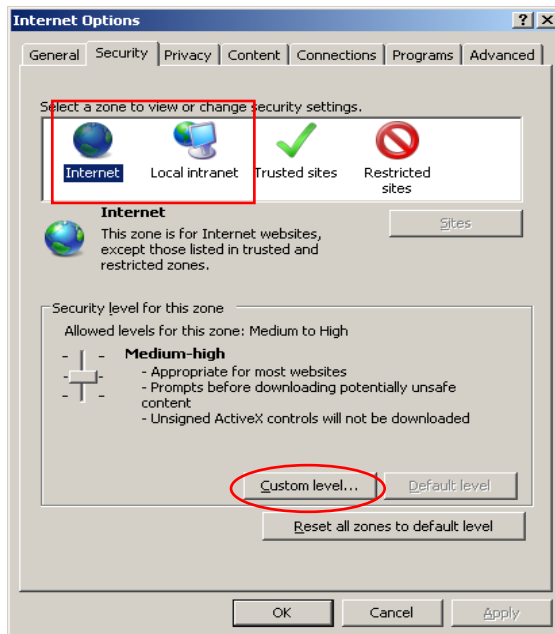 Internet Options
General Security Privacy Content Connections Programs Advanced
Select a zone to view or change security settings.
Internet Local intranet Trusted sites Restricted
sites
Internet
Sites
This zone is for Internet websites,
except those listed in trusted and
restricted zones.
Security level for this zone
Allowed levels for this zone: Medium to High
Medium-high
- Appropriate for most websites
- Prompts before downloading potentially unsafe
content
- Unsigned ActiveX controls will not be downloaded
Custom level... Default level
Reset all zones to default level
OK Cancel Apply